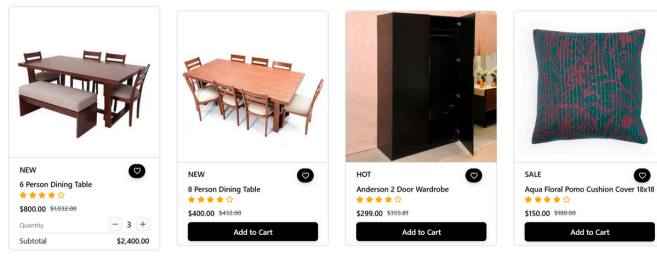 NEW
6 Person Dining Table
$800.00 $1,032.00
Quantity − 3 +
Subtotal $2,400.00
NEW
8 Person Dining Table
$400.00 $432.00
Add to Cart
HOT
Anderson 2 Door Wardrobe
$299.00 $355.81
Add to Cart
SALE
Aqua Floral Pomo Cushion Cover 18x18
$150.00 $180.00
Add to Cart